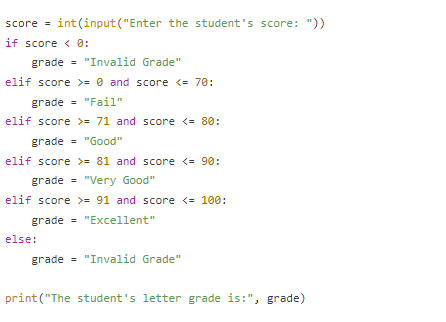 score = int(input("Enter the student's score: "))
if score < 0:
    grade = "Invalid Grade"
elif score >= 0 and score <= 70:
    grade = "Fail"
elif score >= 71 and score <= 80:
    grade = "Good"
elif score >= 81 and score <= 90:
    grade = "Very Good"
elif score >= 91 and score <= 100:
    grade = "Excellent"
else:
    grade = "Invalid Grade"

print("The student's letter grade is:", grade)